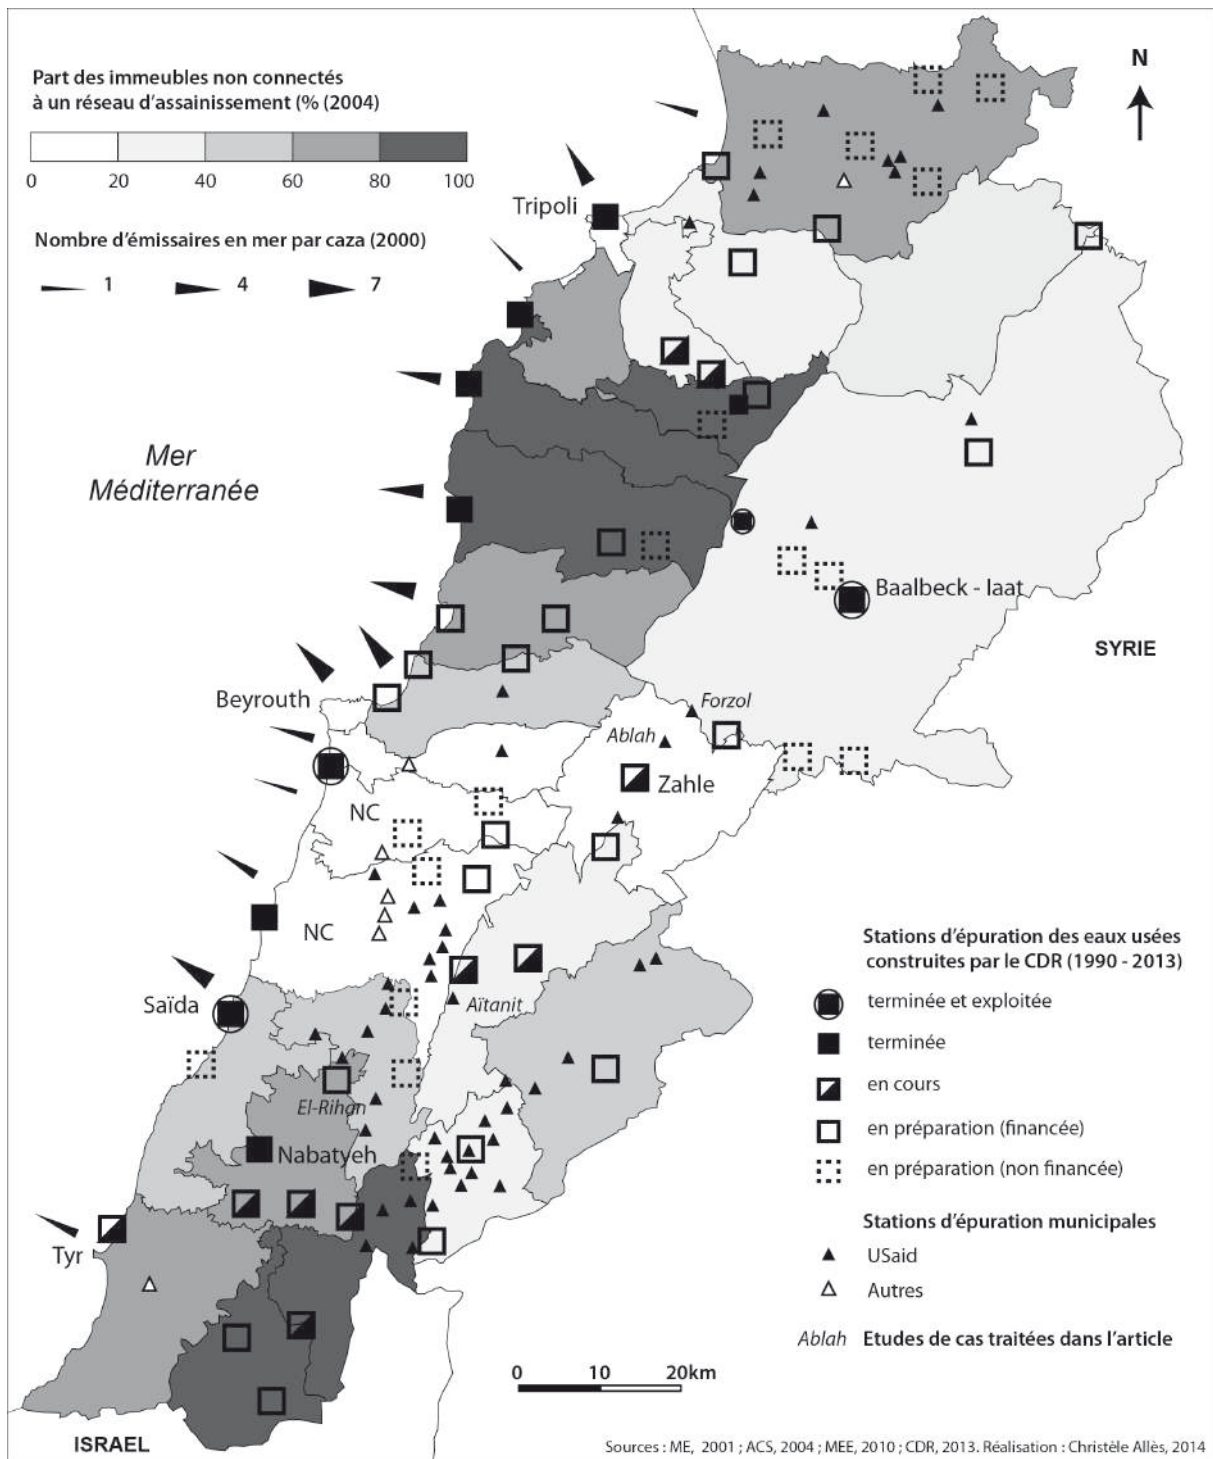 Part des immeubles non connectés
à un réseau d'assainissement (% (2004)
0 20 40 60 80 100
Nombre d'émissaires en mer par caza (2000)
1 4 7
N
Tripoli
Mer
Méditerranée
Baalbeck - Iaat
SYRIE
Beyrouth
Forzol
Ablah
Zahle
NC
NC
Saïda
Aïtanit
El-Rihan
Nabatyeh
Tyr
ISRAEL
Stations d'épuration des eaux usées
construites par le CDR (1990 - 2013)
terminée et exploitée
terminée
en cours
en préparation (financée)
en préparation (non financée)
Stations d'épuration municipales
USaid
Autres
Ablah Etudes de cas traitées dans l'article
0 10 20km
Sources : ME, 2001 ; ACS, 2004 ; MEE, 2010 ; CDR, 2013. Réalisation : Christèle Allès, 2014